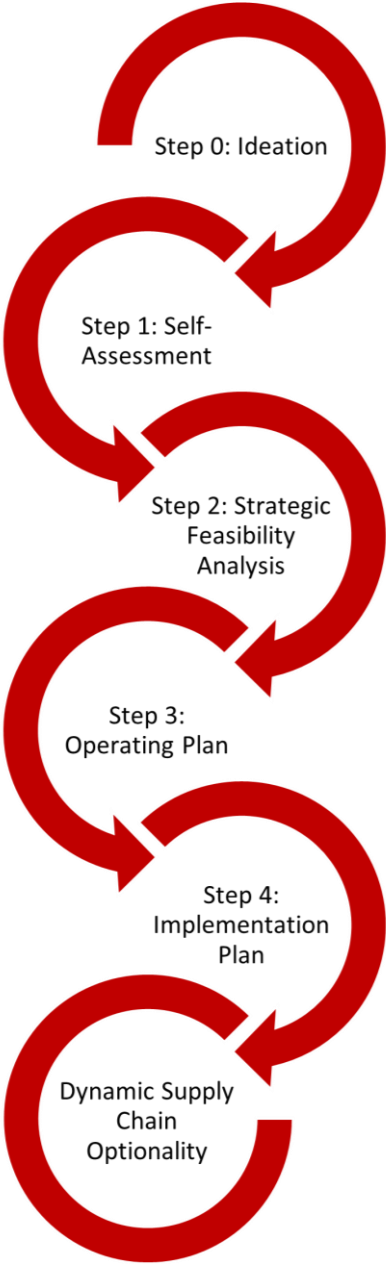 Step 0: Ideation
Step 1: Self-
Assessment
Step 2: Strategic
Feasibility
Analysis
Step 3:
Operating Plan
Step 4:
Implementation
Plan
Dynamic Supply
Chain
Optionality